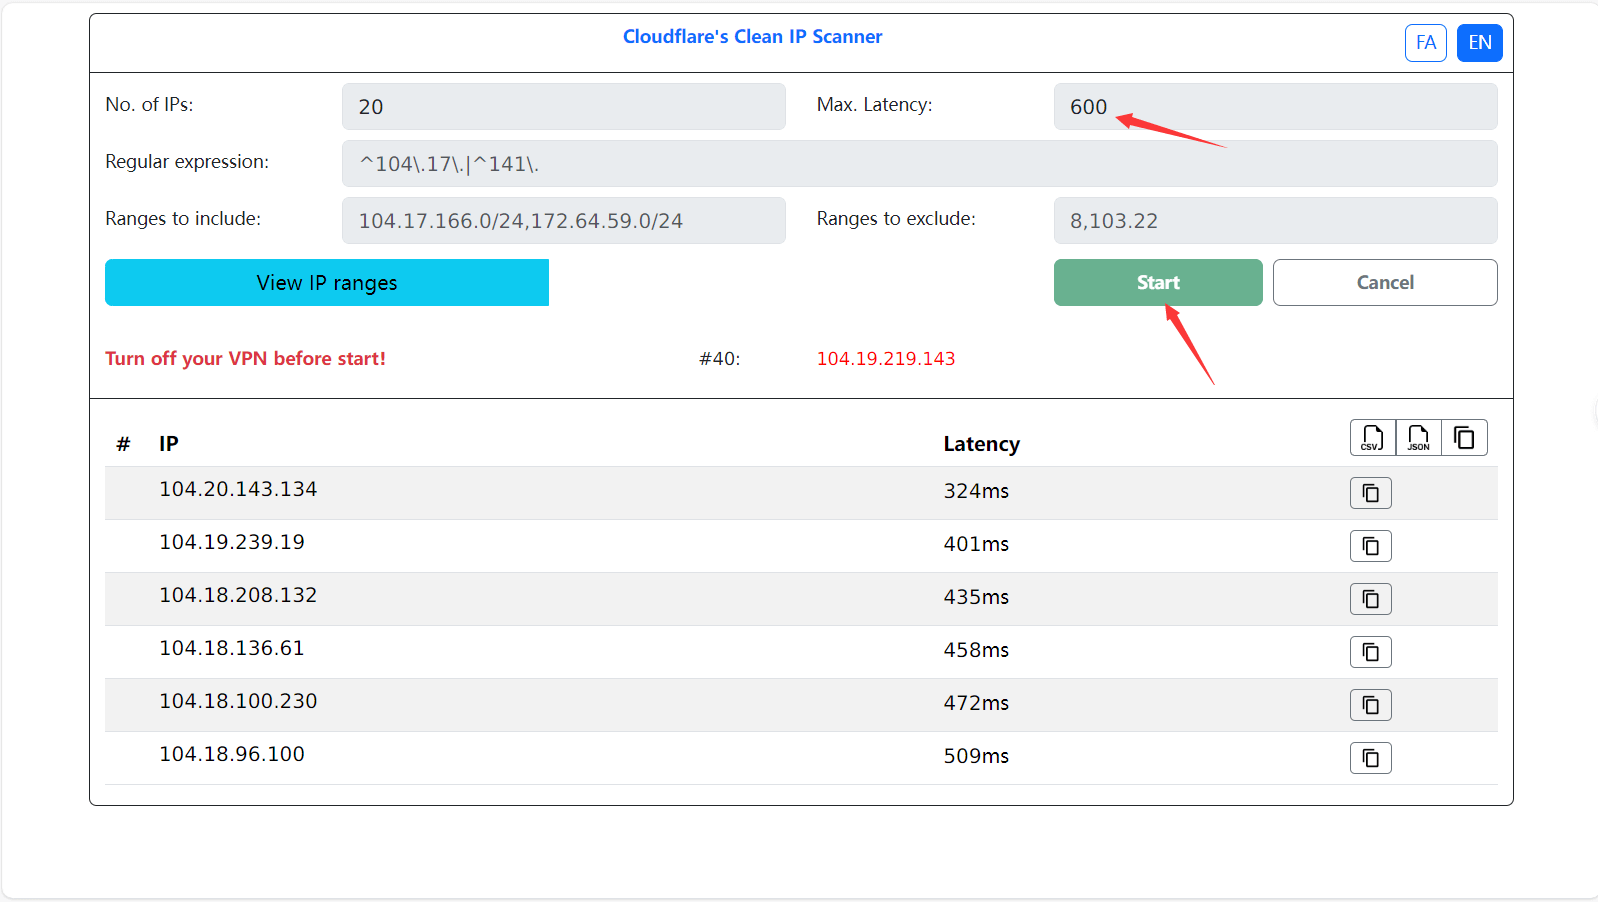 Cloudflare's Clean IP Scanner
FA EN
No. of IPs: 20 Max. Latency: 600
Regular expression: ^104\.17\.|^141\.
Ranges to include: 104.17.166.0/24,172.64.59.0/24 Ranges to exclude: 8,103.22
View IP ranges Start Cancel
Turn off your VPN before start! #40: 104.19.219.143
# IP Latency CSV JSON
104.20.143.134 324ms
104.19.239.19 401ms
104.18.208.132 435ms
104.18.136.61 458ms
104.18.100.230 472ms
104.18.96.100 509ms